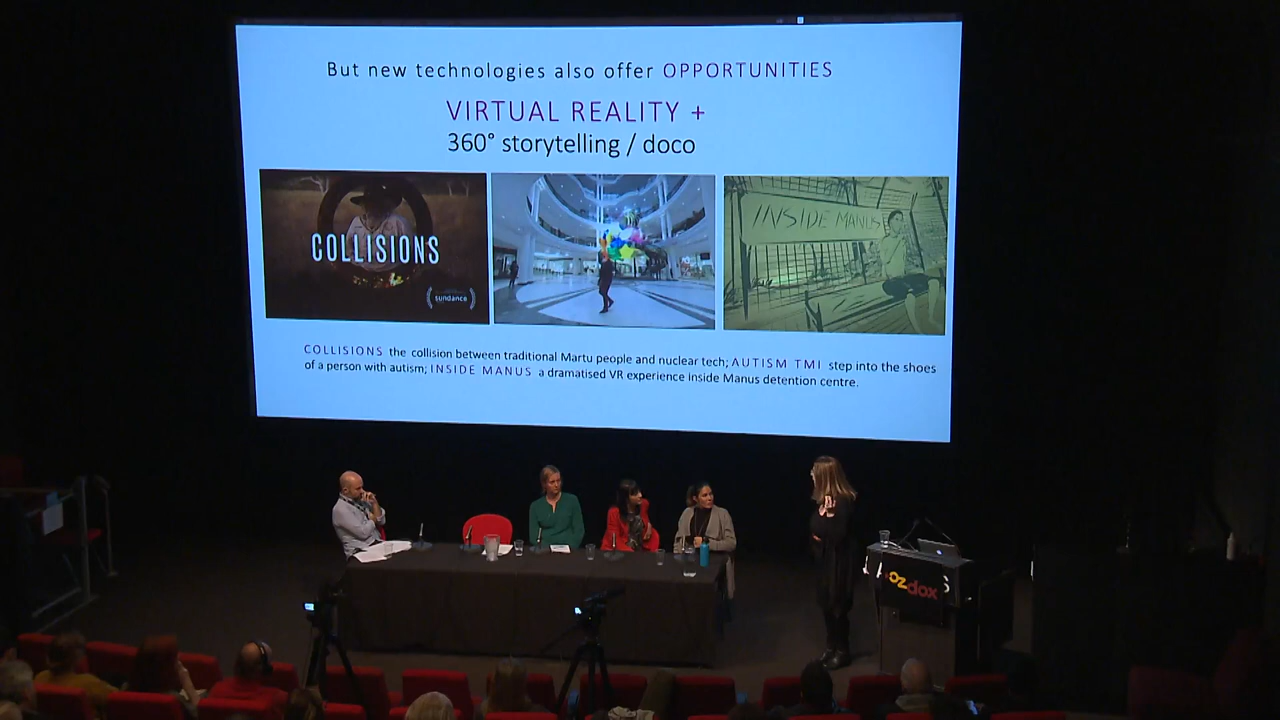 But new technologies also offer OPPORTUNITIES
VIRTUAL REALITY +
360° storytelling / doco
COLLISIONS
sundance
INSIDE MANUS
COLLISIONS the collision between traditional Martu people and nuclear tech; AUTISM TMI step into the shoes
of a person with autism; INSIDE MANUS a dramatised VR experience inside Manus detention centre.
ozdox